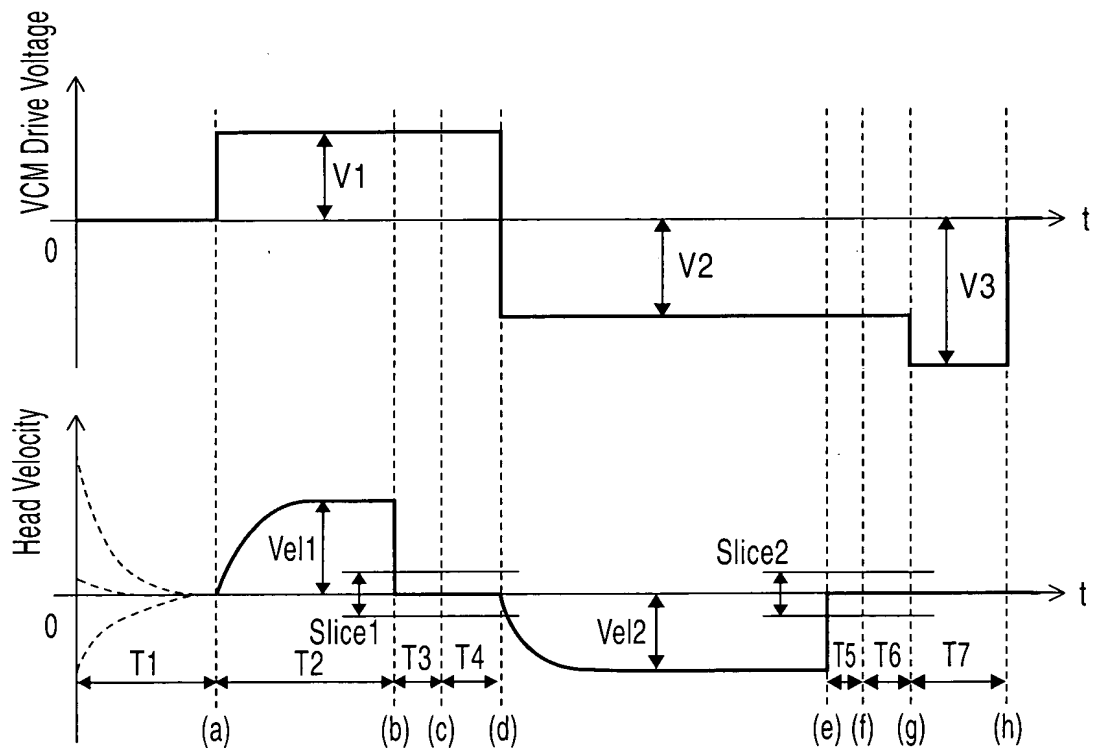 VCM Drive Voltage
V1
0
t
V2
V3
Head Velocity
Vel1
Slice2
0
t
Slice1
Vel2
T1 T2 T3 T4 T5 T6 T7
(a) (b) (c) (d) (e) (f) (g) (h)